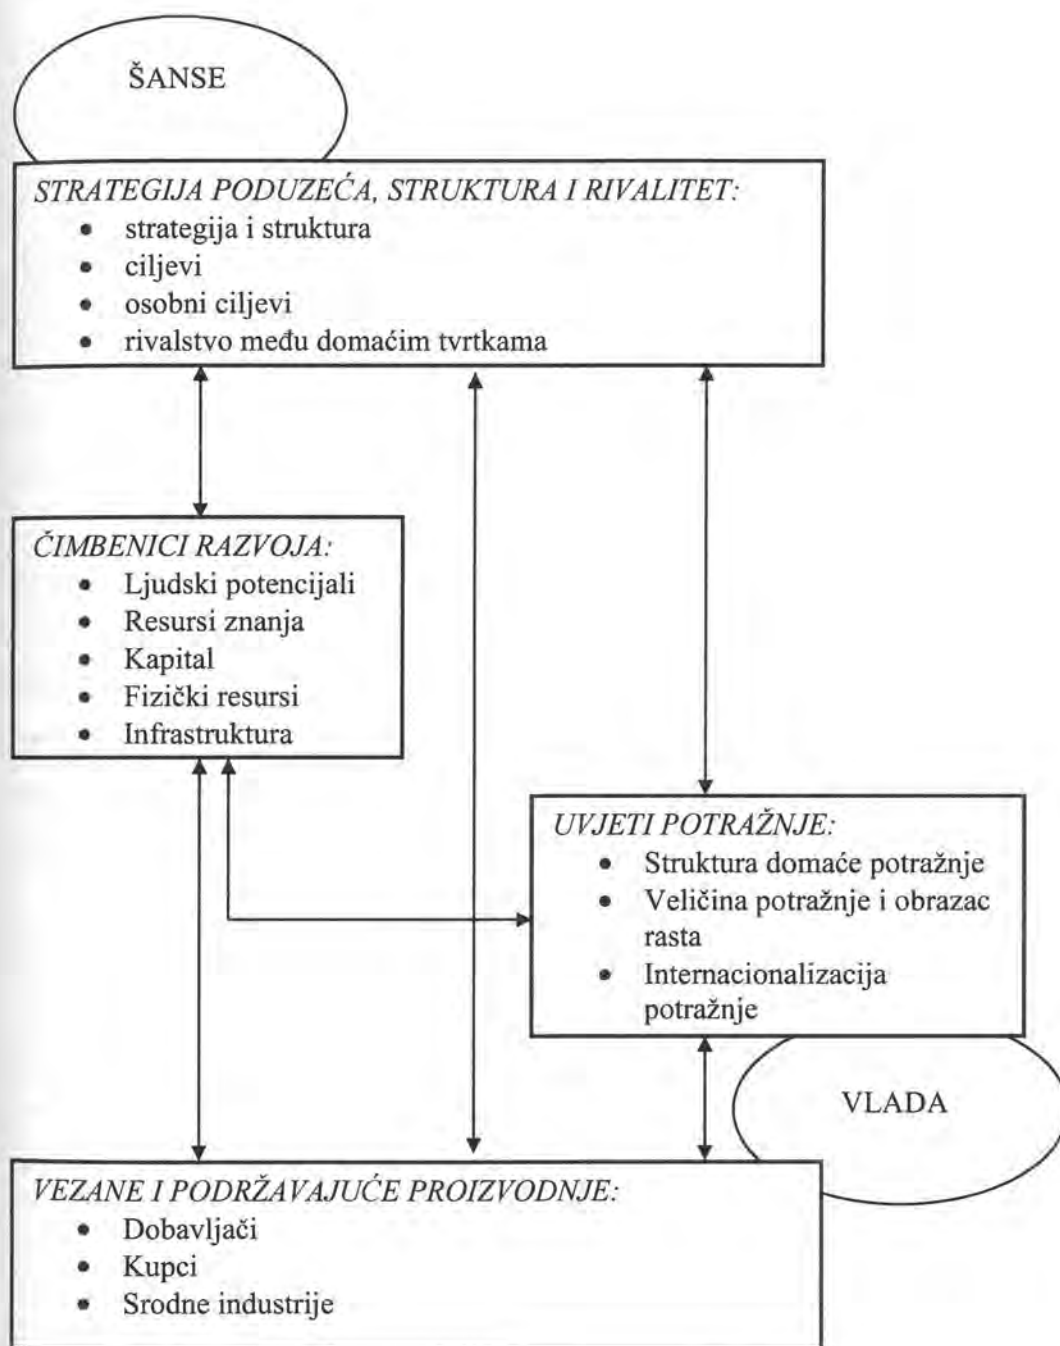 ŠANSE
STRATEGIJA PODUZEĆA, STRUKTURA I RIVALITET:
• strategija i struktura
• ciljevi
• osobni ciljevi
• rivalstvo među domaćim tvrtkama
ČIMBENICI RAZVOJA:
• Ljudski potencijali
• Resursi znanja
• Kapital
• Fizički resursi
• Infrastruktura
UVJETI POTRAŽNJE:
• Struktura domaće potražnje
• Veličina potražnje i obrazac
rasta
• Internacionalizacija
potražnje
VLADA
VEZANE I PODRŽAVAJUĆE PROIZVODNJE:
• Dobavljači
• Kupci
• Srodne industrije